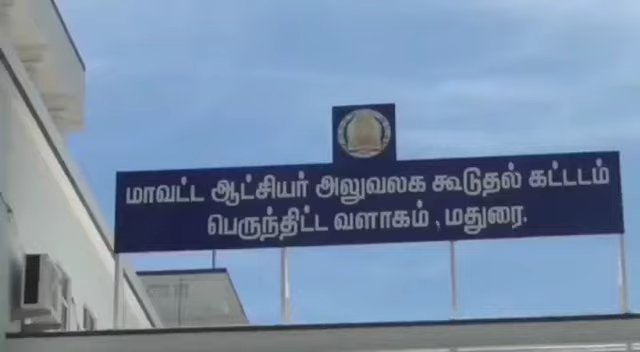 மாவட்ட ஆட்சியர் அலுவலக கூடுதல் கட்டடம்
பெருந்திட்ட வளாகம் , மதுரை.